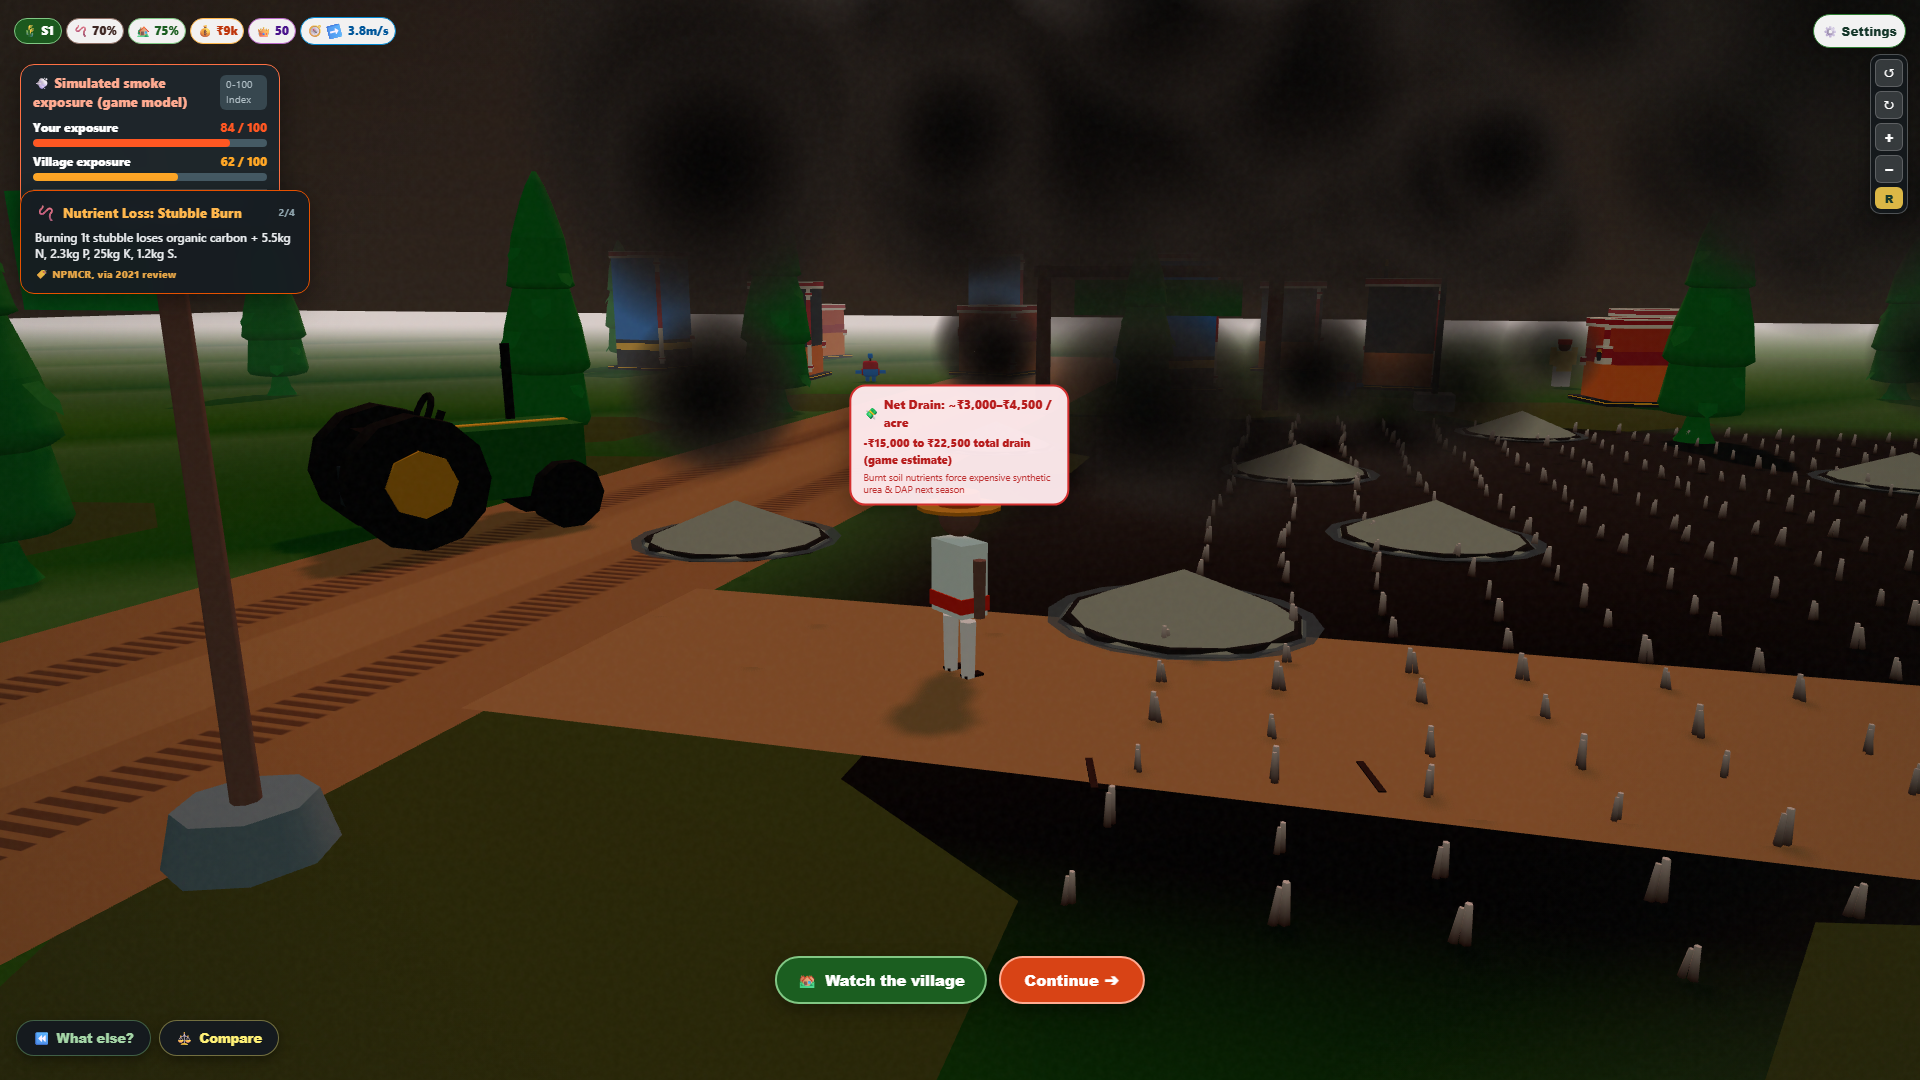 S1
70%
75%
₹9k
50
3.8m/s
Settings
Simulated smoke
exposure (game model)
0-100
Index
Your exposure
84 / 100
Village exposure
62 / 100
Nutrient Loss: Stubble Burn
2/4
Burning 1t stubble loses organic carbon + 5.5kg
N, 2.3kg P, 25kg K, 1.2kg S.
NPMCR, via 2021 review
R
Net Drain: ~₹3,000–₹4,500 /
acre
-₹15,000 to ₹22,500 total drain
(game estimate)
Burnt soil nutrients force expensive synthetic
urea & DAP next season
Watch the village
Continue ➔
What else?
Compare